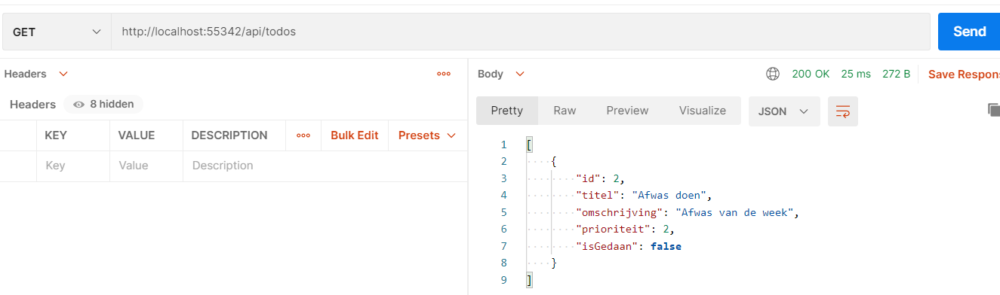 GET http://localhost:55342/api/todos Send
Headers
Body 200 OK 25 ms 272 B Save Respons
Headers 8 hidden
Pretty Raw Preview Visualize JSON
KEY VALUE DESCRIPTION Bulk Edit Presets
Key Value Description
1 [
2 {
3 "id": 2,
4 "titel": "Afwas doen",
5 "omschrijving": "Afwas van de week",
6 "prioriteit": 2,
7 "isGedaan": false
8 }
9 ]